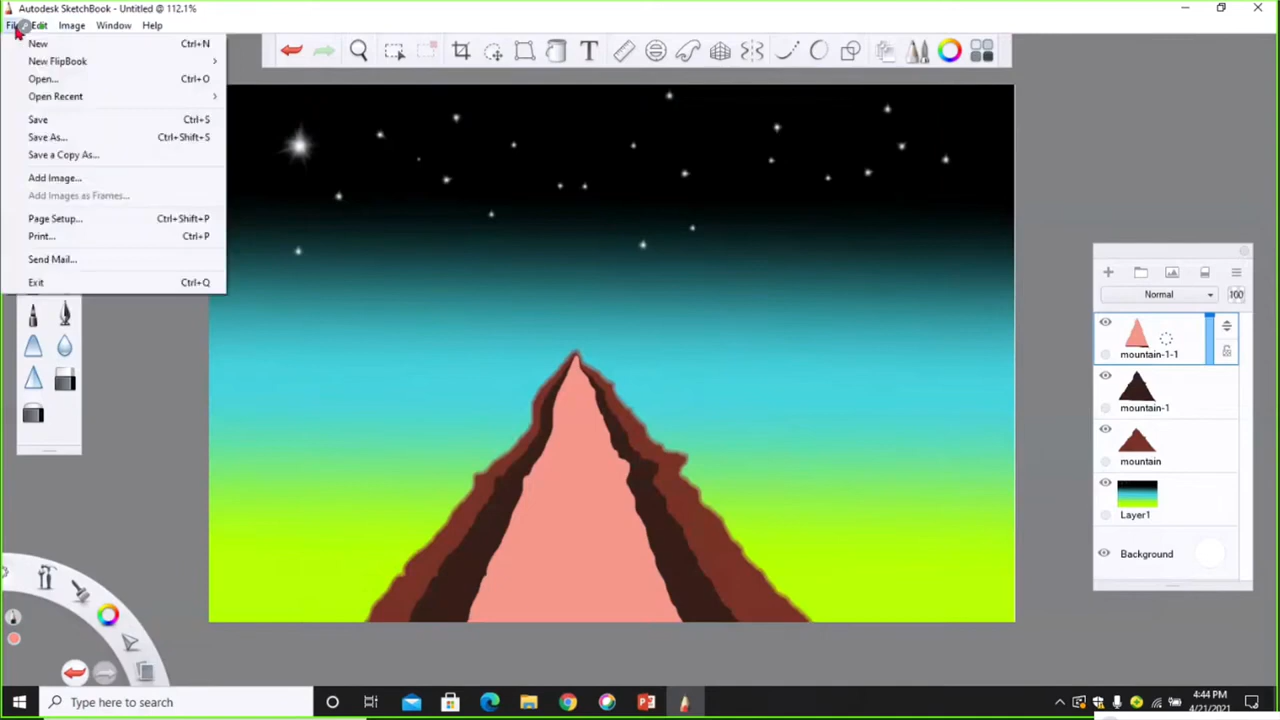 Autodesk SketchBook - Untitled @ 112.1%
File Edit Image Window Help
New Ctrl+N
New FlipBook
Open... Ctrl+O
Open Recent
Save Ctrl+S
Save As... Ctrl+Shift+S
Save a Copy As...
Add Image...
Add Images as Frames...
Page Setup... Ctrl+Shift+P
Print... Ctrl+P
Send Mail...
Exit Ctrl+Q
T
Normal 100
mountain-1-1
mountain-1
mountain
Layer1
Background
Type here to search
4:44 PM
4/21/2021